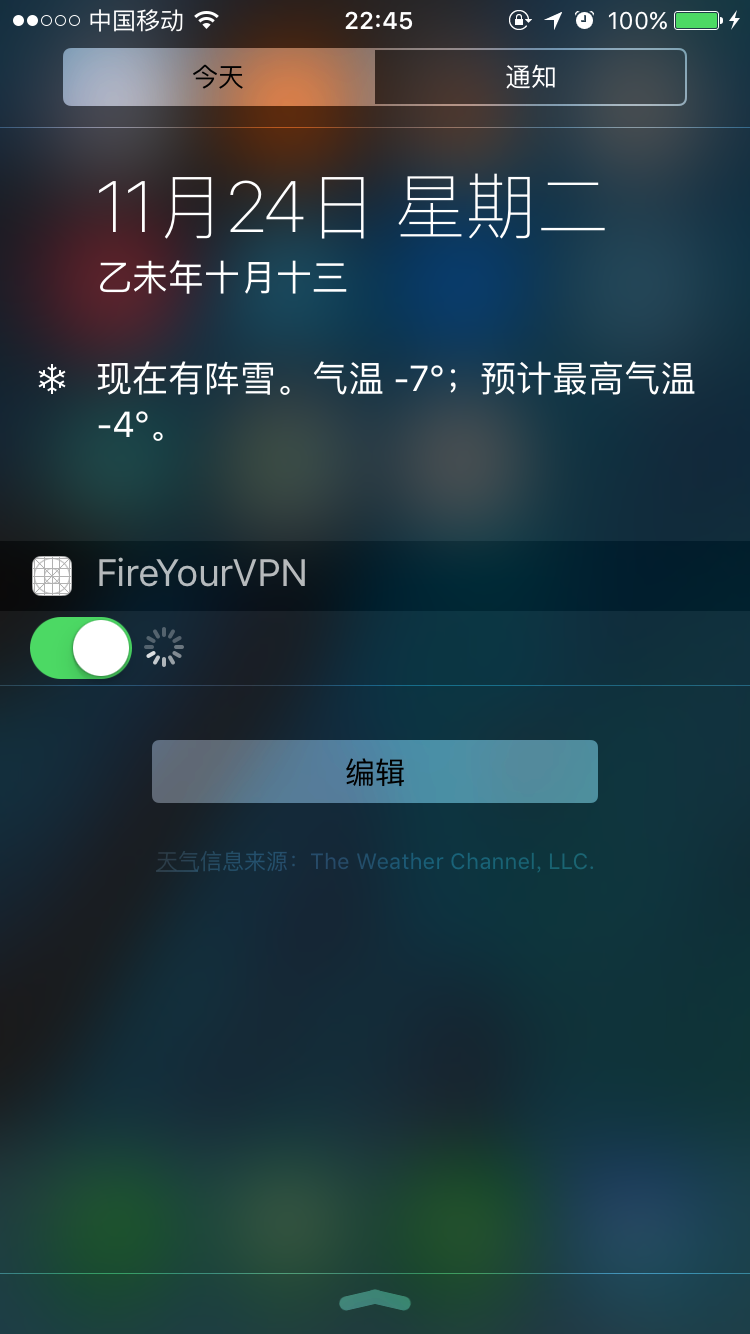 中国移动 22:45 100%
今天 通知
11月24日 星期二
乙未年十月十三
现在有阵雪。气温 -7°；预计最高气温
-4°。
FireYourVPN
编辑
天气信息来源：The Weather Channel, LLC.